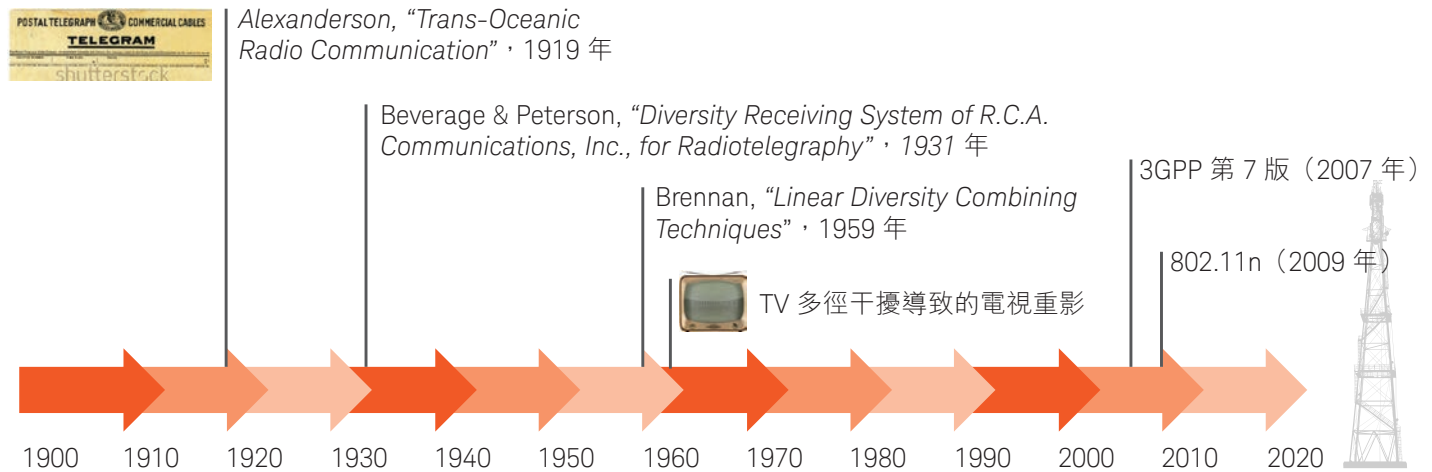 POSTAL TELEGRAPH COMMERCIAL CABLES
TELEGRAM
shutterstock
Alexanderson, “Trans-Oceanic
Radio Communication”，1919 年
Beverage & Peterson, “Diversity Receiving System of R.C.A.
Communications, Inc., for Radiotelegraphy”，1931 年
Brennan, “Linear Diversity Combining
Techniques”，1959 年
TV 多徑干擾導致的電視重影
3GPP 第 7 版（2007 年）
802.11n（2009 年）
1900 1910 1920 1930 1940 1950 1960 1970 1980 1990 2000 2010 2020